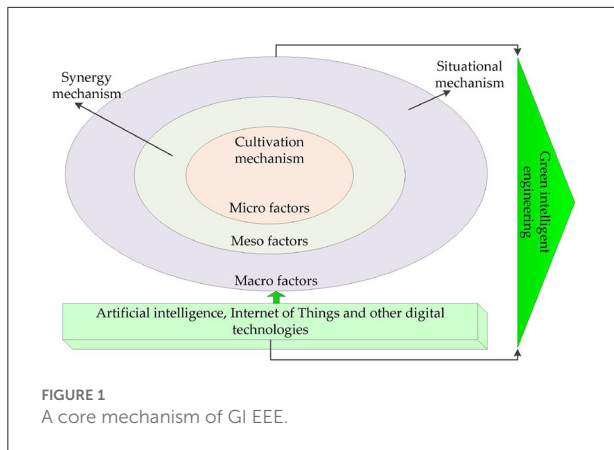 Synergy
mechanism
Situational
mechanism
Cultivation
mechanism
Micro factors
Meso factors
Macro factors
Green intelligent
engineering
Artificial intelligence, Internet of Things and other digital
technologies
FIGURE 1
A core mechanism of GI EEE.